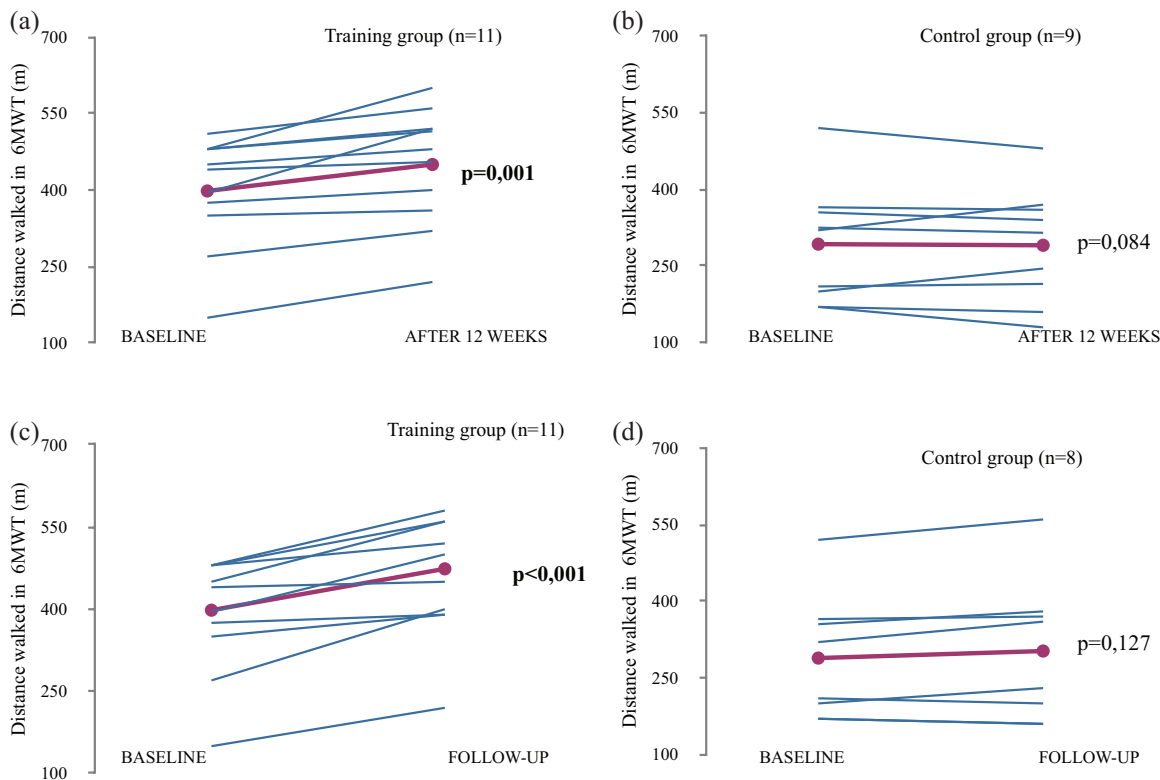 (a)
Training group (n=11)
Distance walked in 6MWT (m)
700
550
400
250
100
p=0,001
BASELINE
AFTER 12 WEEKS
(b)
Control group (n=9)
Distance walked in 6MWT (m)
700
550
400
250
100
p=0,084
BASELINE
AFTER 12 WEEKS
(c)
Training group (n=11)
Distance walked in 6MWT (m)
700
550
400
250
100
p<0,001
BASELINE
FOLLOW-UP
(d)
Control group (n=8)
Distance walked in 6MWT (m)
700
550
400
250
100
p=0,127
BASELINE
FOLLOW-UP